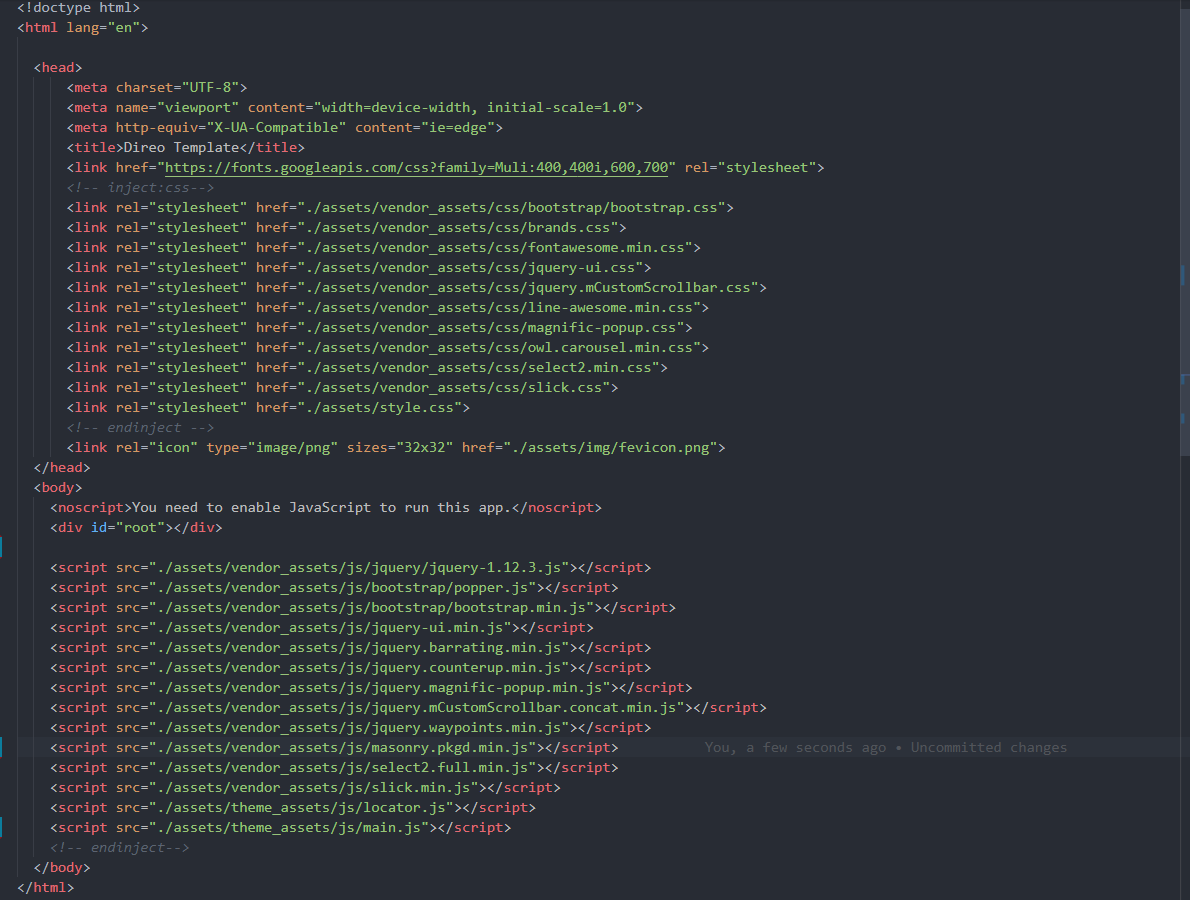 <!doctype html>
<html lang="en">
<head>
<meta charset="UTF-8">
<meta name="viewport" content="width=device-width, initial-scale=1.0">
<meta http-equiv="X-UA-Compatible" content="ie=edge">
<title>Direo Template</title>
<link href="https://fonts.googleapis.com/css?family=Muli:400,400i,600,700" rel="stylesheet">
<!-- inject:css-->
<link rel="stylesheet" href="./assets/vendor_assets/css/bootstrap/bootstrap.css">
<link rel="stylesheet" href="./assets/vendor_assets/css/brands.css">
<link rel="stylesheet" href="./assets/vendor_assets/css/fontawesome.min.css">
<link rel="stylesheet" href="./assets/vendor_assets/css/jquery-ui.css">
<link rel="stylesheet" href="./assets/vendor_assets/css/jquery.mCustomScrollbar.css">
<link rel="stylesheet" href="./assets/vendor_assets/css/line-awesome.min.css">
<link rel="stylesheet" href="./assets/vendor_assets/css/magnific-popup.css">
<link rel="stylesheet" href="./assets/vendor_assets/css/owl.carousel.min.css">
<link rel="stylesheet" href="./assets/vendor_assets/css/select2.min.css">
<link rel="stylesheet" href="./assets/vendor_assets/css/slick.css">
<link rel="stylesheet" href="./assets/style.css">
<!-- endinject -->
<link rel="icon" type="image/png" sizes="32x32" href="./assets/img/fevicon.png">
</head>
<body>
<noscript>You need to enable JavaScript to run this app.</noscript>
<div id="root"></div>
<script src="./assets/vendor_assets/js/jquery/jquery-1.12.3.js"></script>
<script src="./assets/vendor_assets/js/bootstrap/popper.js"></script>
<script src="./assets/vendor_assets/js/bootstrap/bootstrap.min.js"></script>
<script src="./assets/vendor_assets/js/jquery-ui.min.js"></script>
<script src="./assets/vendor_assets/js/jquery.barrating.min.js"></script>
<script src="./assets/vendor_assets/js/jquery.counterup.min.js"></script>
<script src="./assets/vendor_assets/js/jquery.magnific-popup.min.js"></script>
<script src="./assets/vendor_assets/js/jquery.mCustomScrollbar.concat.min.js"></script>
<script src="./assets/vendor_assets/js/jquery.waypoints.min.js"></script>
<script src="./assets/vendor_assets/js/masonry.pkgd.min.js"></script> You, a few seconds ago • Uncommitted changes
<script src="./assets/vendor_assets/js/select2.full.min.js"></script>
<script src="./assets/vendor_assets/js/slick.min.js"></script>
<script src="./assets/theme_assets/js/locator.js"></script>
<script src="./assets/theme_assets/js/main.js"></script>
<!-- endinject-->
</body>
</html>